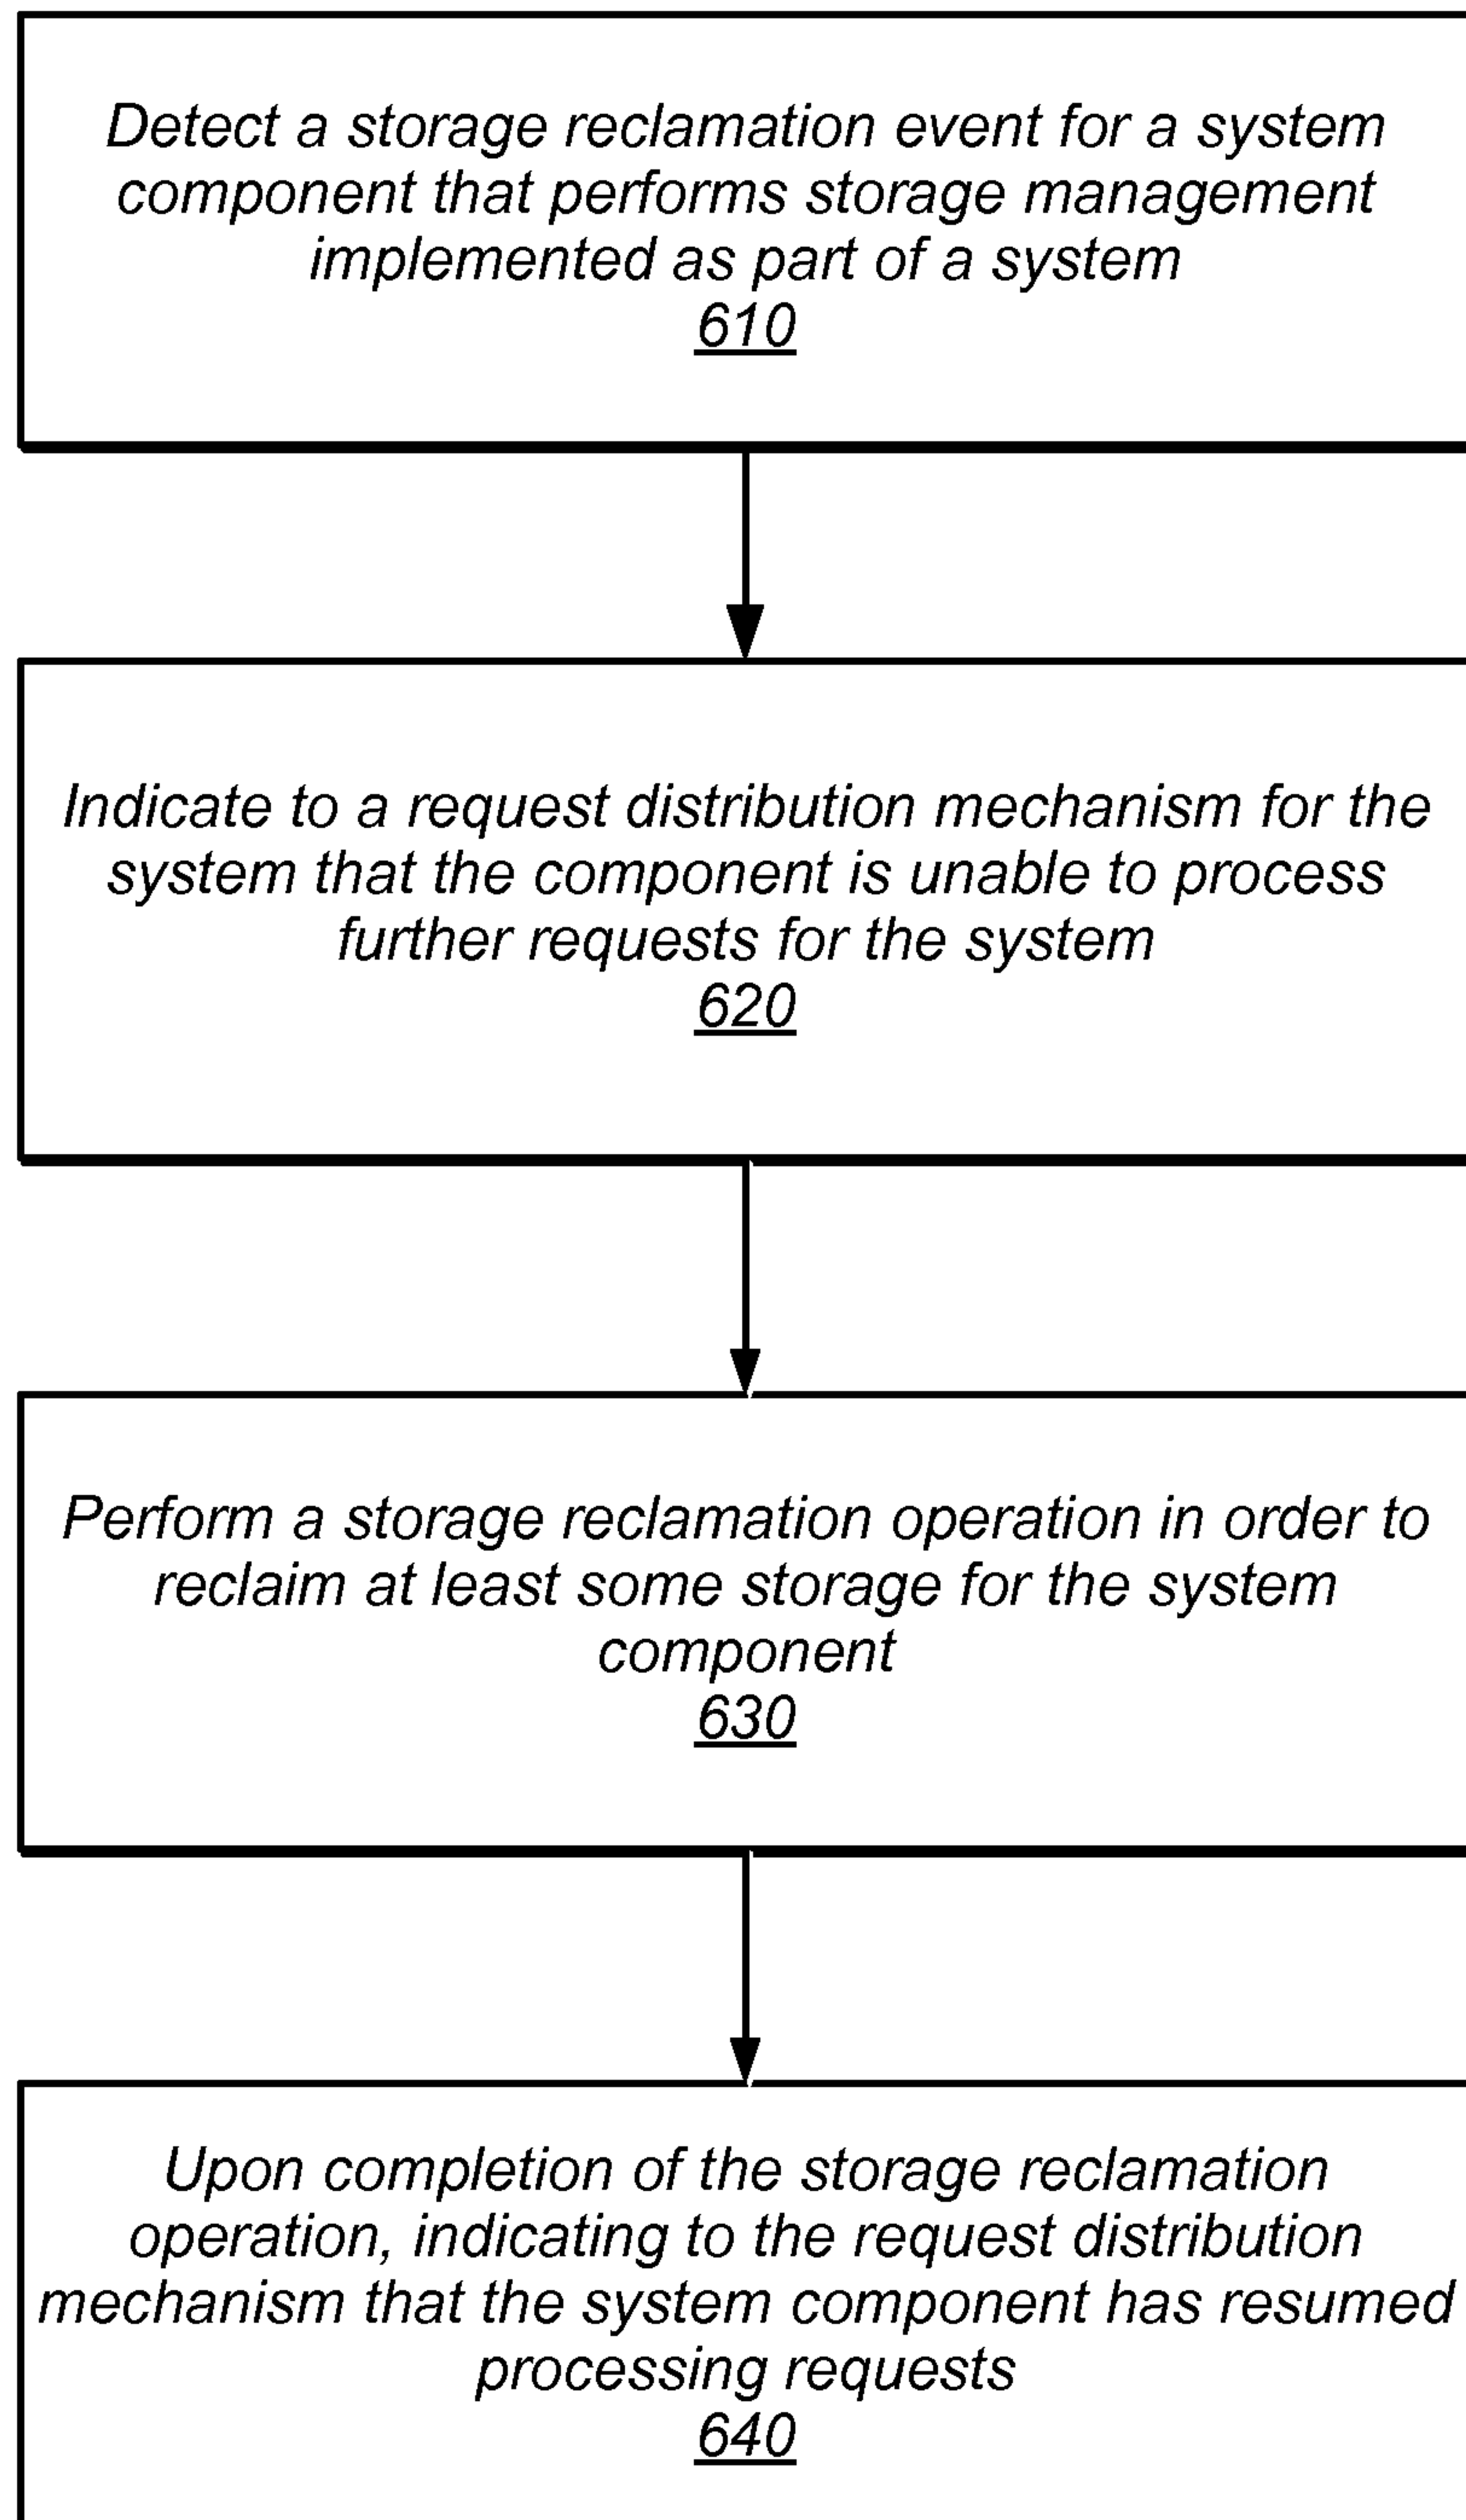 Detect a storage reclamation event for a system
component that performs storage management
implemented as part of a system
610
Indicate to a request distribution mechanism for the
system that the component is unable to process
further requests for the system
620
Perform a storage reclamation operation in order to
reclaim at least some storage for the system
component
630
Upon completion of the storage reclamation
operation, indicating to the request distribution
mechanism that the system component has resumed
processing requests
640